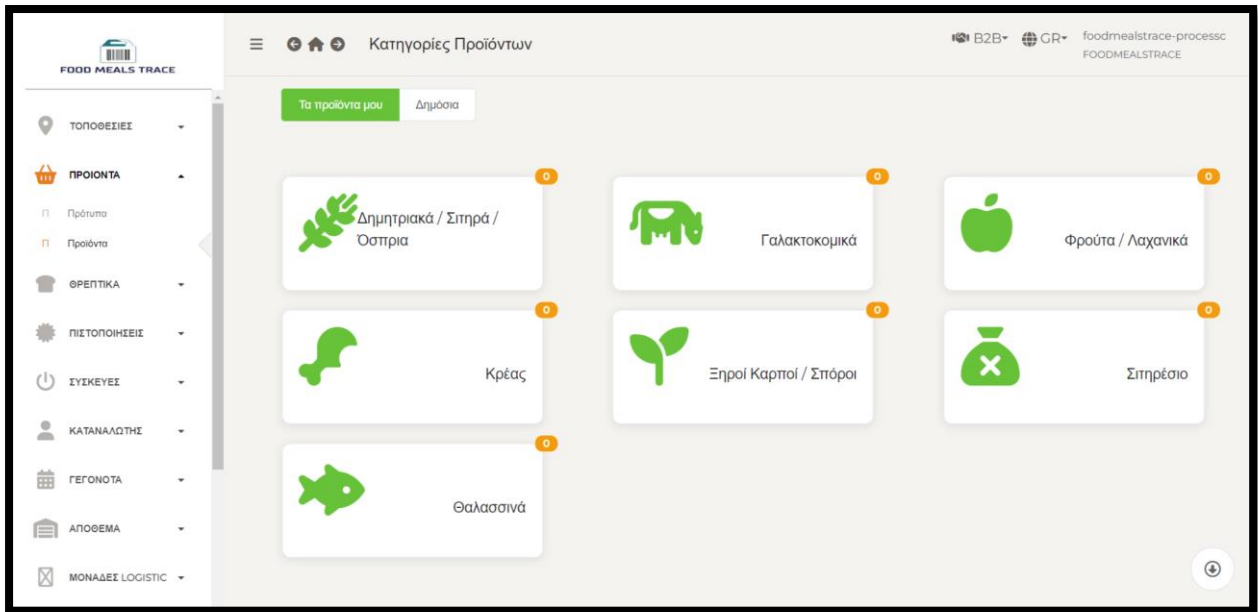 FOOD MEALS TRACE
Κατηγορίες Προϊόντων
B2B
GR
foodmealstrace-processc
FOODMEALSTRACE
Τα προϊόντα μου
Δημόσια
ΤΟΠΟΘΕΣΙΕΣ
ΠΡΟΙΟΝΤΑ
Π Πρότυπα
Π Προϊόντα
ΘΡΕΠΤΙΚΑ
ΠΙΣΤΟΠΟΙΗΣΕΙΣ
ΣΥΣΚΕΥΕΣ
ΚΑΤΑΝΑΛΩΤΗΣ
ΓΕΓΟΝΟΤΑ
ΑΠΟΘΕΜΑ
ΜΟΝΑΔΕΣ LOGISTIC
0
Δημητριακά / Σιτηρά /
Όσπρια
0
Γαλακτοκομικά
0
Φρούτα / Λαχανικά
0
Κρέας
0
Ξηροί Καρποί / Σπόροι
0
Σιτηρέσιο
0
Θαλασσινά